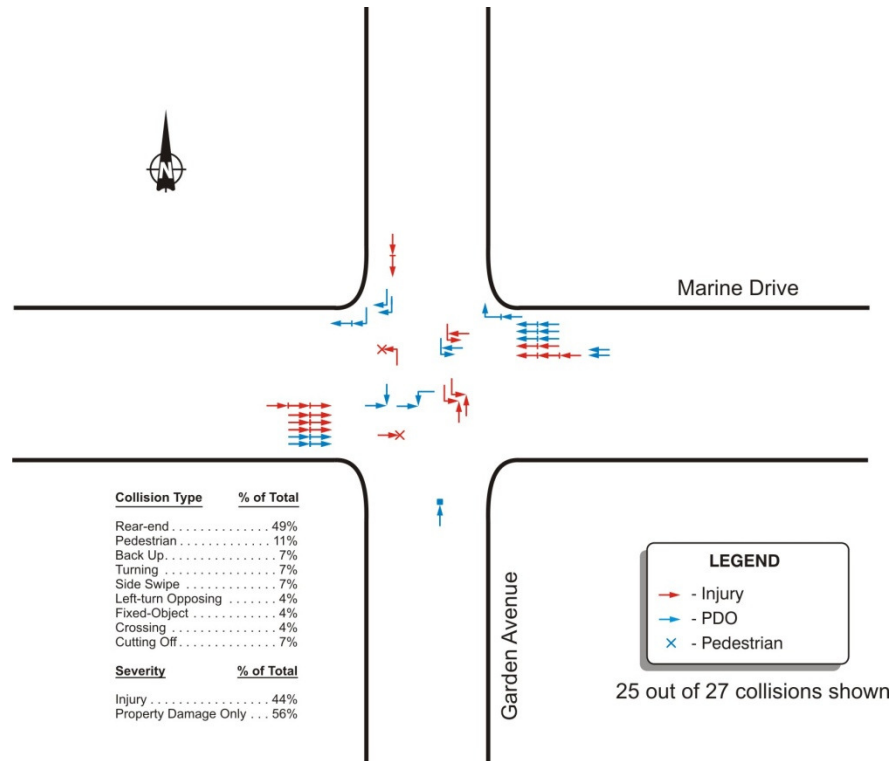 N
Marine Drive
Collision Type % of Total
Rear-end . . . . . . . . . . . . . . 49%
Pedestrian . . . . . . . . . . . . . 11%
Back Up. . . . . . . . . . . . . . . . 7%
Turning . . . . . . . . . . . . . . . . 7%
Side Swipe . . . . . . . . . . . . . 7%
Left-turn Opposing . . . . . . . 4%
Fixed-Object . . . . . . . . . . . . 4%
Crossing . . . . . . . . . . . . . . . 4%
Cutting Off. . . . . . . . . . . . . . 7%
Severity % of Total
Injury . . . . . . . . . . . . . . . . . 44%
Property Damage Only . . . 56%
Garden Avenue
LEGEND
- Injury
- PDO
- Pedestrian
25 out of 27 collisions shown